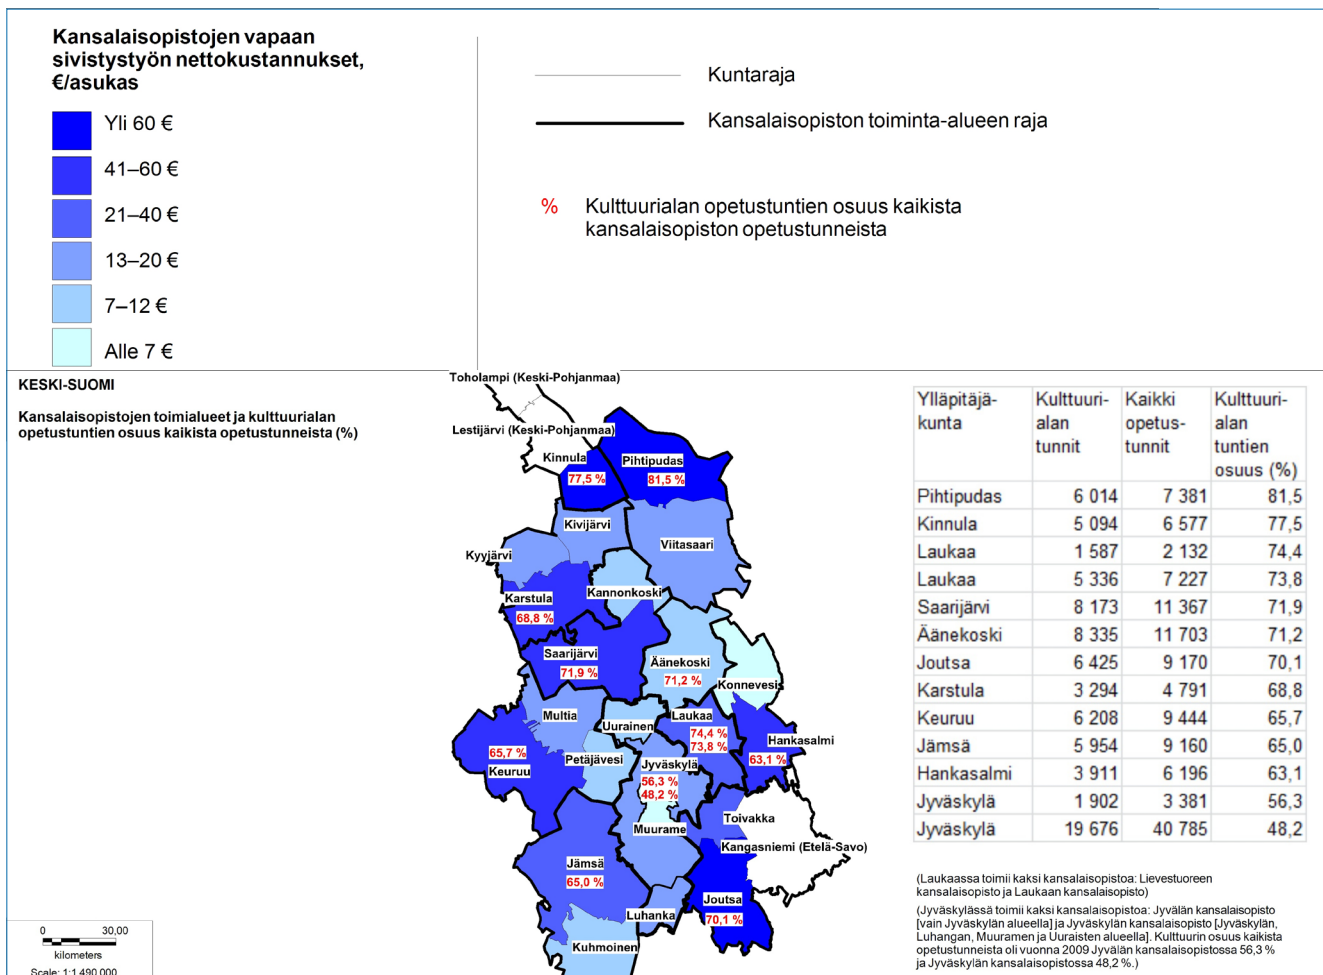 Kansalaisopistojen vapaan
sivistystyön nettokustannukset,
€/asukas
Yli 60 €
41–60 €
21–40 €
13–20 €
7–12 €
Alle 7 €
Kuntaraja
Kansalaisopiston toiminta-alueen raja
% Kulttuurialan opetustuntien osuus kaikista
kansalaisopiston opetustunneista
KESKI-SUOMI
Kansalaisopistojen toimialueet ja kulttuurialan
opetustuntien osuus kaikista opetustunneista (%)
Toholampi (Keski-Pohjanmaa)
Lestijärvi (Keski-Pohjanmaa)
Kinnula
77,5 %
Pihtipudas
81,5 %
Kivijärvi
Viitasaari
Kyyjärvi
Kannonkoski
Karstula
68,8 %
Saarijärvi
71,9 %
Äänekoski
71,2 %
Konnevesi
Multia
Uurainen
Laukaa
74,4 %
73,8 %
Hankasalmi
63,1 %
65,7 %
Keuruu
Petäjävesi
Jyväskylä
56,3 %
48,2 %
Toivakka
Muurame
Kangasniemi (Etelä-Savo)
Jämsä
65,0 %
Joutsa
70,1 %
Luhanka
Kuhmoinen
0 30,00
kilometers
Scale: 1:1 490 000
Ylläpitäjä-
kunta
Kulttuuri-
alan
tunnit
Kaikki
opetus-
tunnit
Kulttuuri-
alan
tuntien
osuus (%)
Pihtipudas 6 014 7 381 81,5
Kinnula 5 094 6 577 77,5
Laukaa 1 587 2 132 74,4
Laukaa 5 336 7 227 73,8
Saarijärvi 8 173 11 367 71,9
Äänekoski 8 335 11 703 71,2
Joutsa 6 425 9 170 70,1
Karstula 3 294 4 791 68,8
Keuruu 6 208 9 444 65,7
Jämsä 5 954 9 160 65,0
Hankasalmi 3 911 6 196 63,1
Jyväskylä 1 902 3 381 56,3
Jyväskylä 19 676 40 785 48,2
(Laukaassa toimii kaksi kansalaisopistoa: Lievestuoreen
kansalaisopisto ja Laukaan kansalaisopisto)
(Jyväskylässä toimii kaksi kansalaisopistoa: Jyvälän kansalaisopisto
[vain Jyväskylän alueella] ja Jyväskylän kansalaisopisto [Jyväskylän,
Luhangan, Muuramen ja Uuraisten alueella]. Kulttuurin osuus kaikista
opetustunneista oli vuonna 2009 Jyvälän kansalaisopistossa 56,3 %
ja Jyväskylän kansalaisopistossa 48,2 %.)